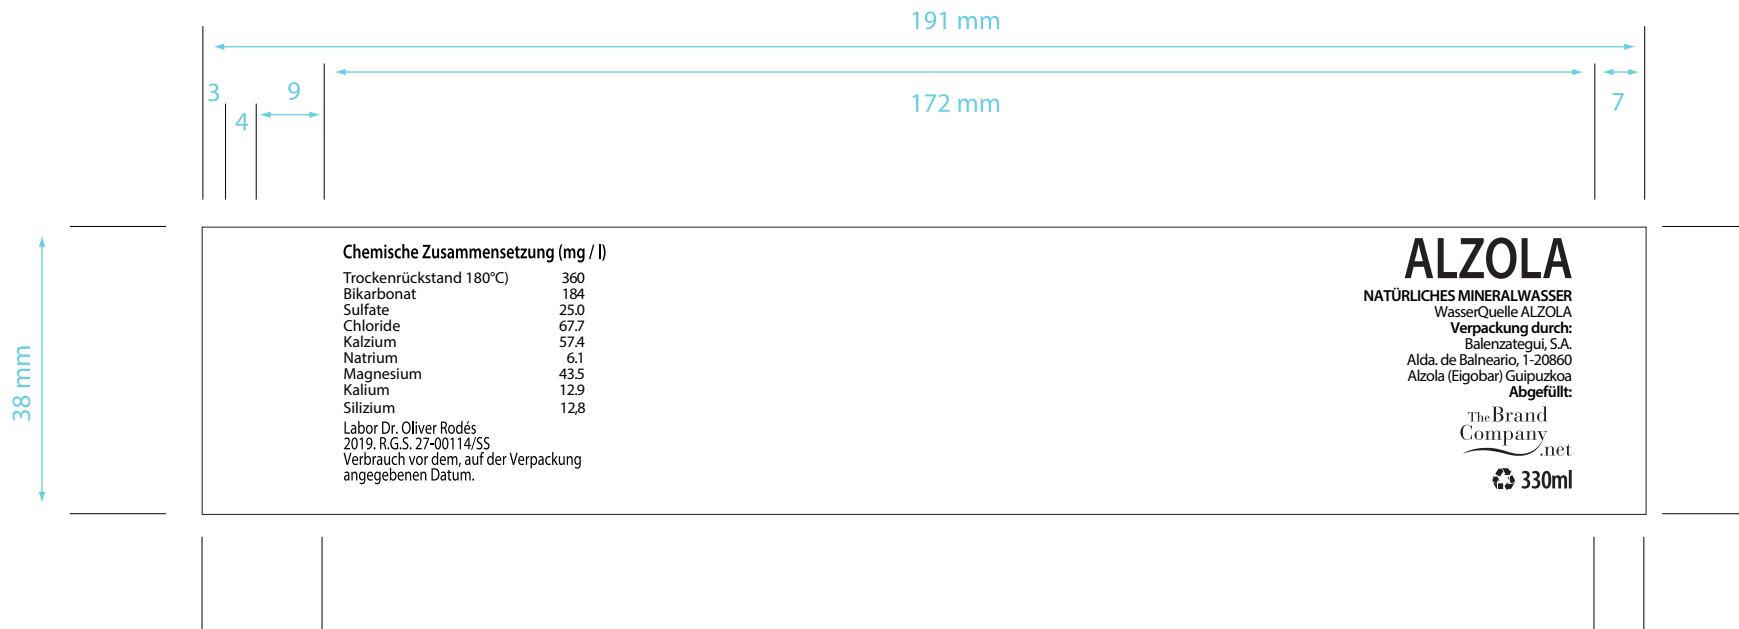 191 mm
3
4
9
172 mm
7
38 mm
Chemische Zusammensetzung (mg / l)
Trockenrückstand 180°C) 360
Bikarbonat 184
Sulfate 25.0
Chloride 67.7
Kalzium 57.4
Natrium 6.1
Magnesium 43.5
Kalium 12.9
Silizium 12,8
Labor Dr. Oliver Rodés
2019. R.G.S. 27-00114/SS
Verbrauch vor dem, auf der Verpackung
angegebenen Datum.
ALZOLA
NATÜRLICHES MINERALWASSER
WasserQuelle ALZOLA
Verpackung durch:
Balenzategui, S.A.
Alda. de Balneario, 1-20860
Alzola (Eigobar) Guipuzkoa
Abgefüllt:
The Brand
Company
.net
330ml